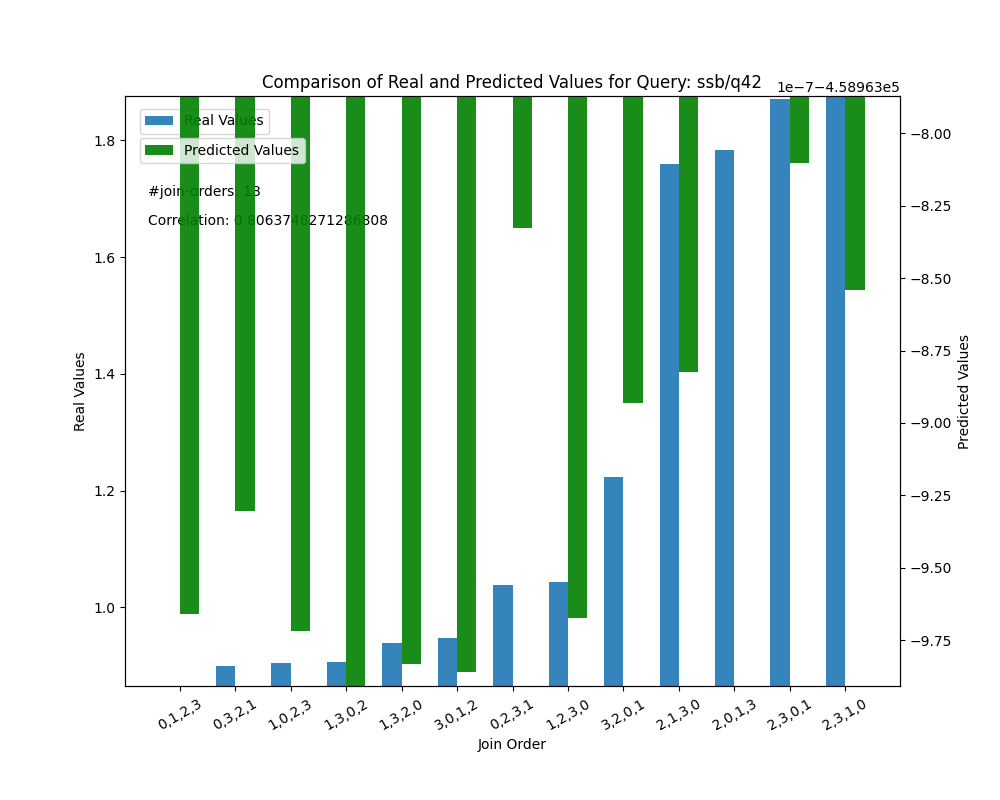 Comparison of Real and Predicted Values for Query: ssb/q42
1e−7−4.58963e5
Real Values
Predicted Values
#join-orders: 13
Correlation: 0.8063748271286808
1.8
1.6
1.4
1.2
1.0
Real Values
−8.00
−8.25
−8.50
−8.75
−9.00
−9.25
−9.50
−9.75
Predicted Values
0,1,2,3
0,3,2,1
1,0,2,3
1,3,0,2
1,3,2,0
3,0,1,2
0,2,3,1
1,2,3,0
3,2,0,1
2,1,3,0
2,0,1,3
2,3,0,1
2,3,1,0
Join Order